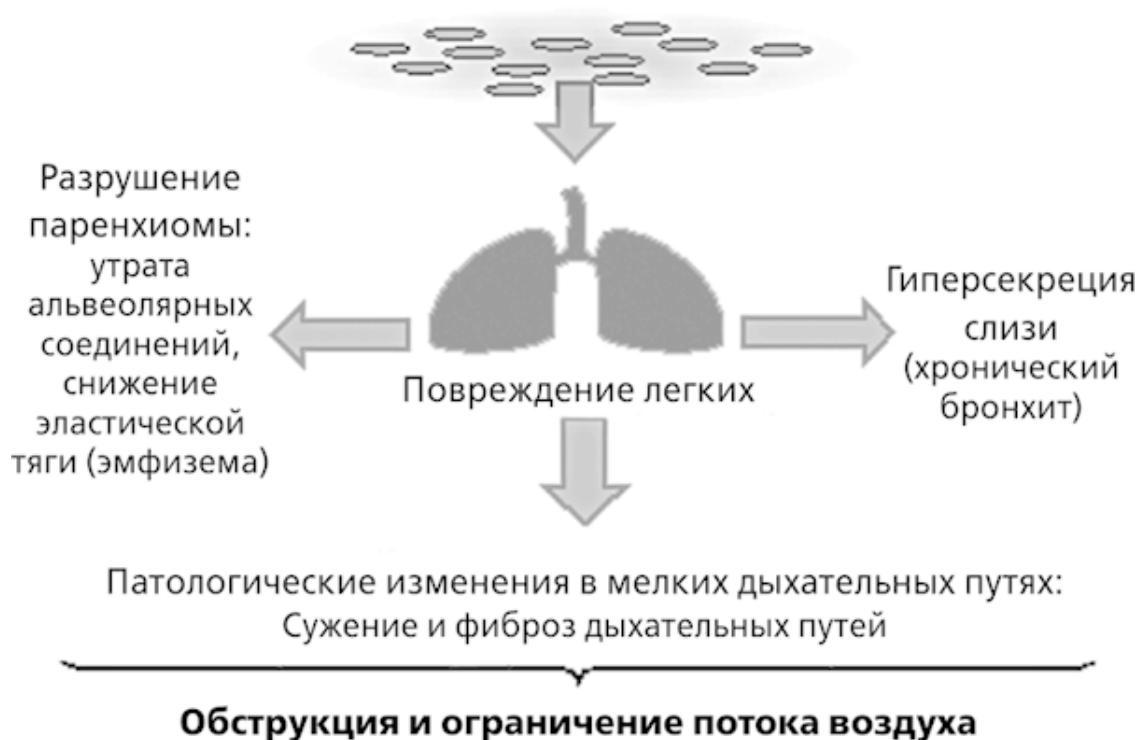 Разрушение
паренхиомы:
утрата
альвеолярных
соединений,
снижение
эластической
тяги (эмфизема)
Повреждение легких
Гиперсекреция
слизи
(хронический
бронхит)
Патологические изменения в мелких дыхательных путях:
Сужение и фиброз дыхательных путей
Обструкция и ограничение потока воздуха